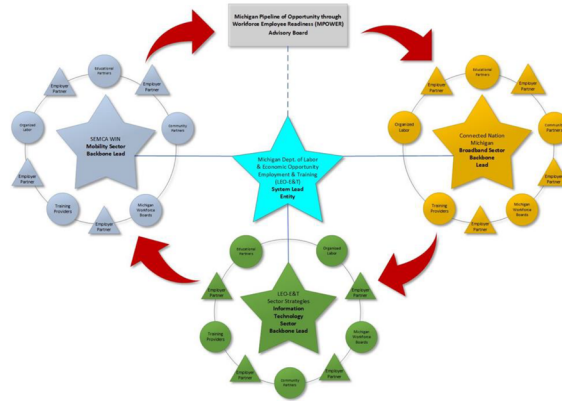 Michigan Pipeline of Opportunity through
Workforce Employee Readiness (MPOWER)
Advisory Board
Educational
Partners
Employer
Partner
Employer
Partner
Organized
Labor
Community
Partners
SEMCA WIN
Mobility Sector
Backbone Lead
Employer
Partner
Training
Providers
Michigan
Workforce
Boards
Employer
Partner
Michigan Dept. of Labor
& Economic Opportunity
Employment & Training
(LEO-E&T)
System Lead
Entity
Educational
Partners
Employer
Partner
Employer
Partner
Organized
Labor
Community
Partners
Connected Nation
Michigan
Broadband Sector
Backbone
Lead
Employer
Partner
Training
Providers
Michigan
Workforce
Boards
Employer
Partner
Educational
Partners
Organized
Labor
Employer
Partner
Employer
Partner
LEO-E&T
Sector Strategies
Information
Technology
Sector
Backbone Lead
Training
Providers
Michigan
Workforce
Boards
Employer
Partner
Employer
Partner
Community
Partners